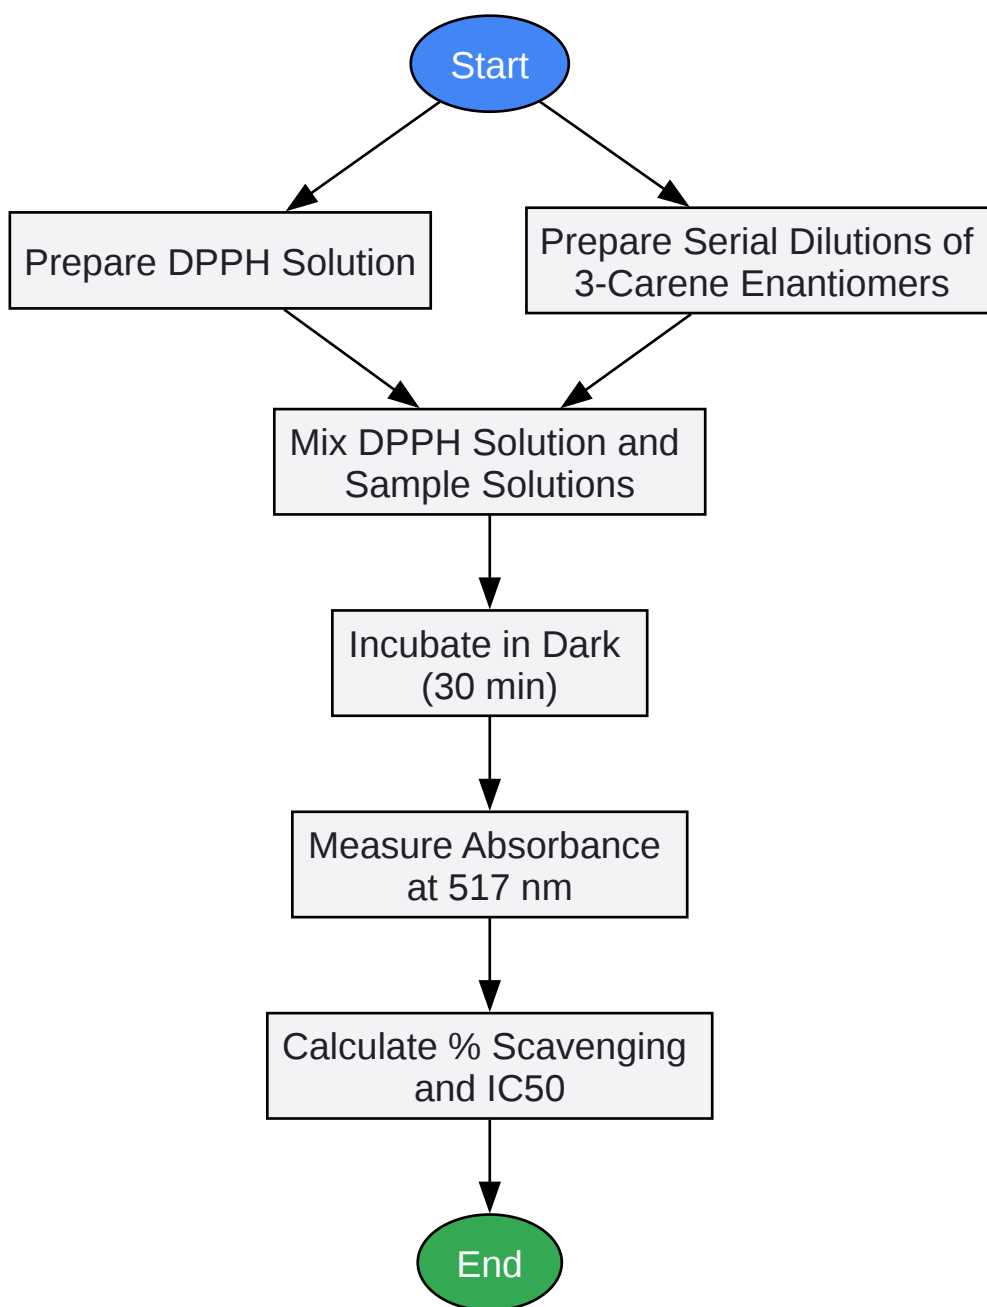 Start
Prepare DPPH Solution
Prepare Serial Dilutions of
3-Carene Enantiomers
Mix DPPH Solution and
Sample Solutions
Incubate in Dark
(30 min)
Measure Absorbance
at 517 nm
Calculate % Scavenging
and IC50
End